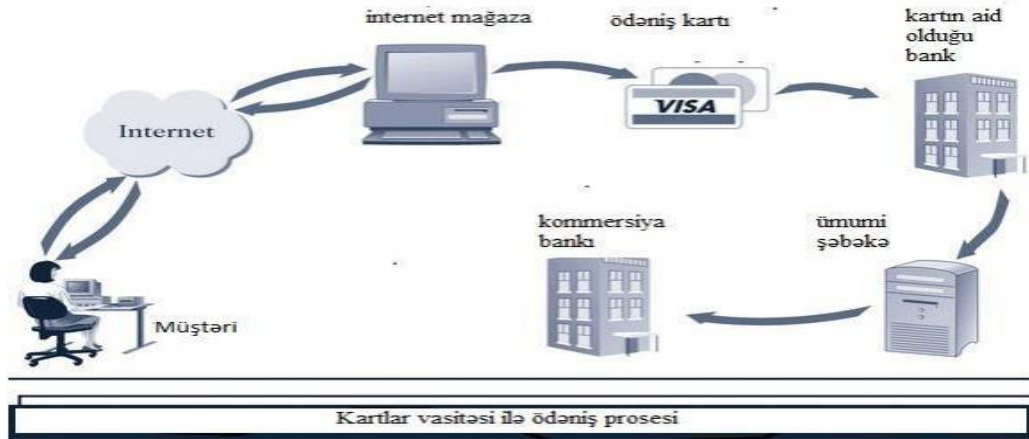 internet mağaza
ödəniş kartı
kartın aid
olduğu
bank
Internet
VISA
kommersiya
bankı
ümumi
şəbəkə
Müştəri
Kartlar vasitəsi ilə ödəniş prosesi